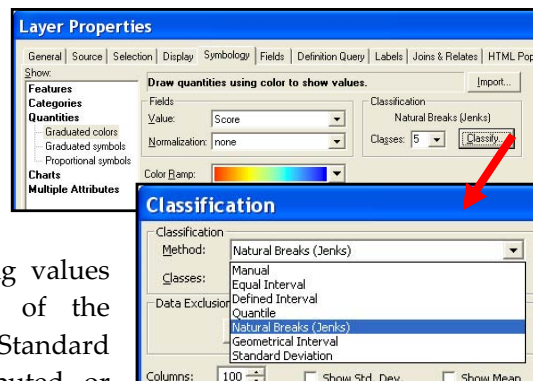 Layer Properties
General Source Selection Display Symbology Fields Definition Query Labels Joins & Relates HTML Pop
Show:
Features
Categories
Quantities
Graduated colors
Graduated symbols
Proportional symbols
Charts
Multiple Attributes
Draw quantities using color to show values.
Import...
Fields
Value: Score
Normalization: none
Classification
Natural Breaks (Jenks)
Classes: 5 Classify...
Color Ramp:
Classification
Classification
Method: Natural Breaks (Jenks)
Classes:
Manual
Equal Interval
Defined Interval
Quantile
Natural Breaks (Jenks)
Geometrical Interval
Standard Deviation
Data Exclusion
Columns: 100 Show Std. Dev. Show Mean
values
of the
Standard
or